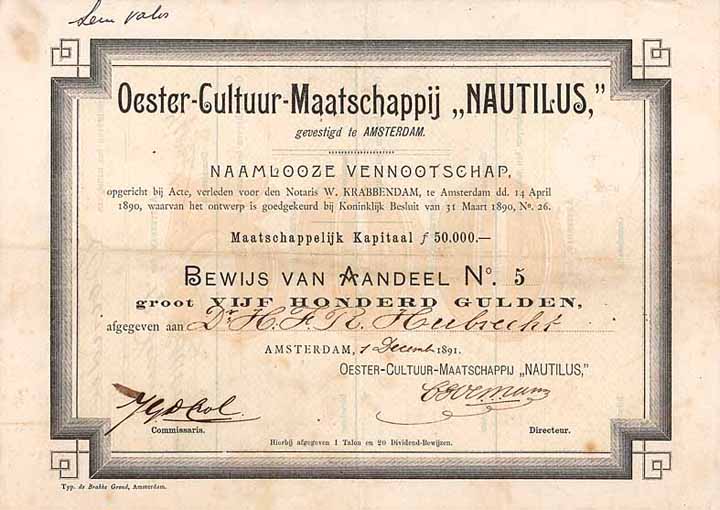 Oester-Cultuur-Maatschappij „NAUTILUS,”
gevestigd te AMSTERDAM.
NAAMLOOZE VENNOOTSCHAP,
opgericht bij Acte, verleden voor den Notaris W. KRABBENDAM, te Amsterdam dd. 14 April
1890, waarvan het ontwerp is goedgekeurd bij Koninklijk Besluit van 31 Maart 1890, No. 26.
Maatschappelijk Kapitaal ƒ 50.000.—
BEWIJS VAN AANDEEL No. 5
groot VIJF HONDERD GULDEN,
afgegeven aan Dr. H. F. R. Hubrecht
AMSTERDAM, 1 Decemb 1891.
OESTER-CULTUUR-MAATSCHAPPIJ „NAUTILUS,”
Commissaris.
Directeur.
Hierbij afgegeven 1 Talon en 20 Dividend-Bewijzen.
Typ. de Brakke Grond, Amsterdam.